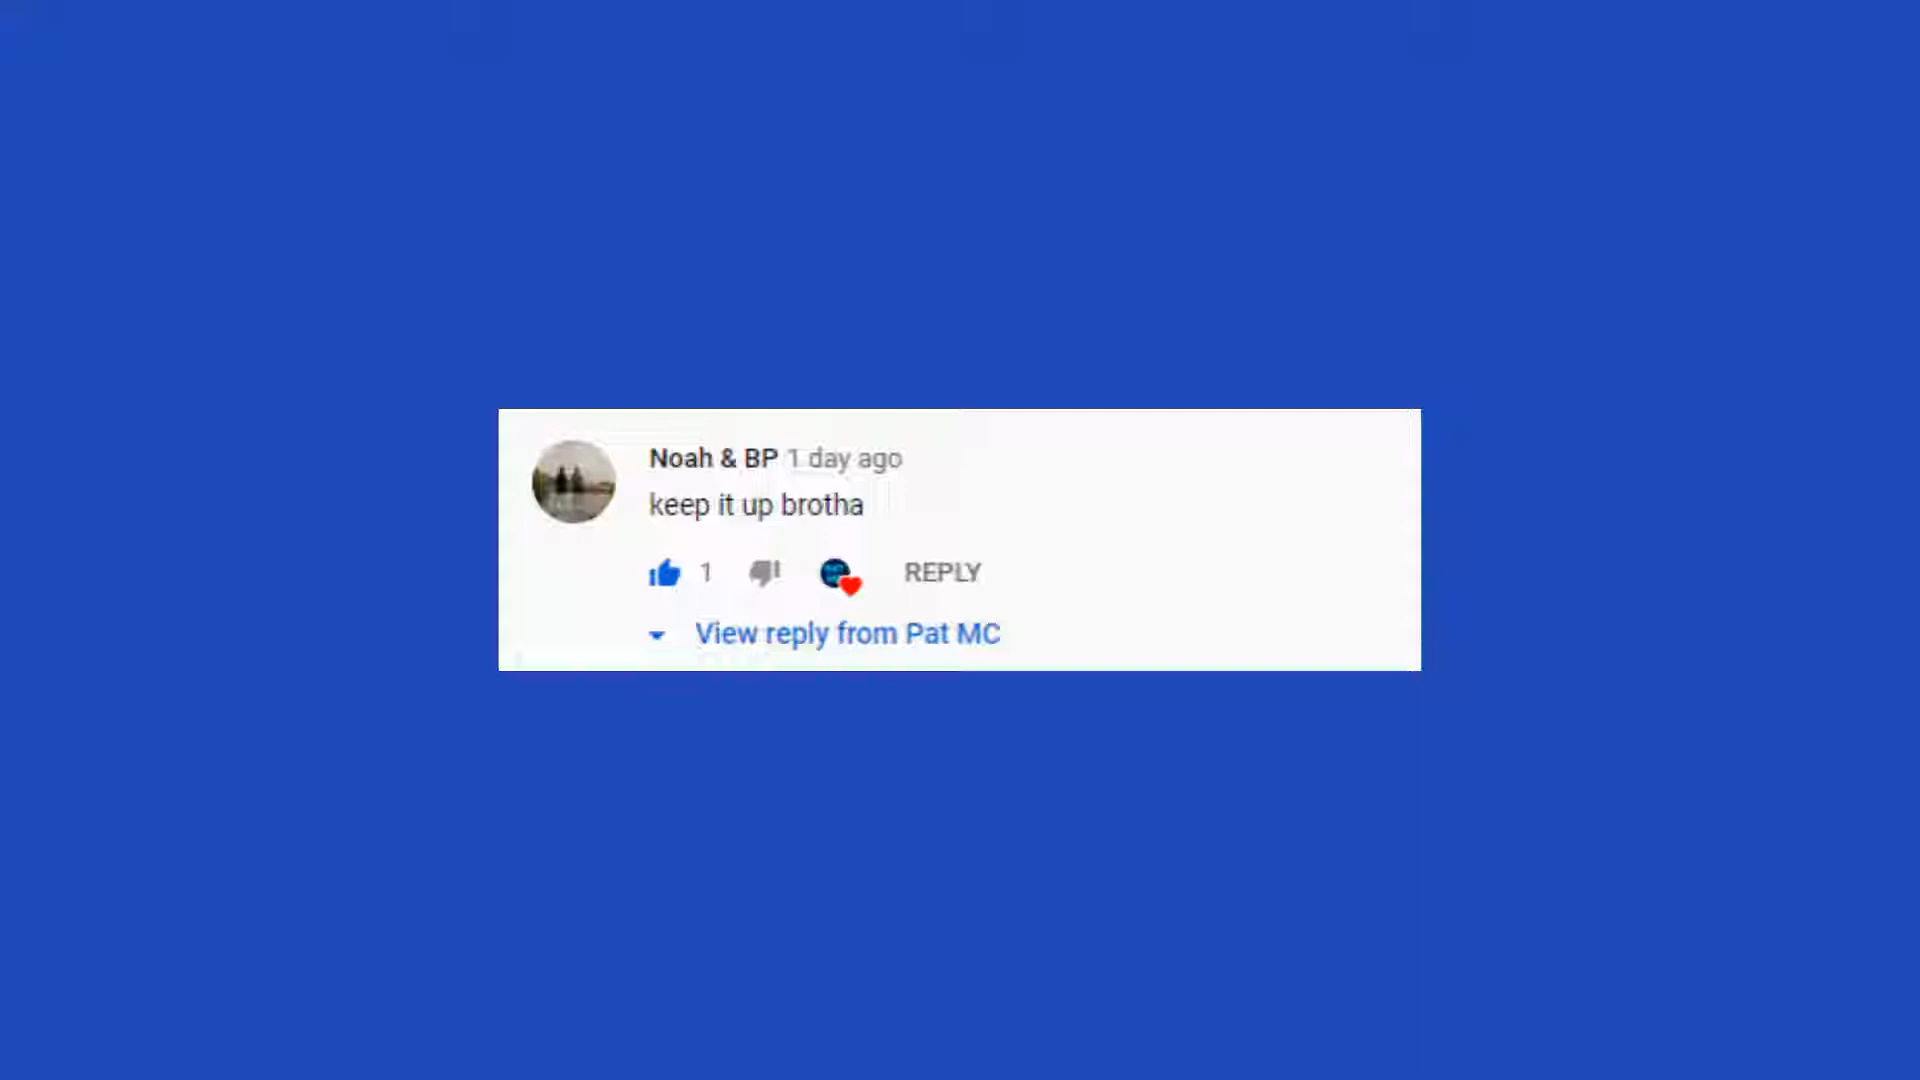 Noah & BP 1 day ago
keep it up brotha
1 REPLY
View reply from Pat MC